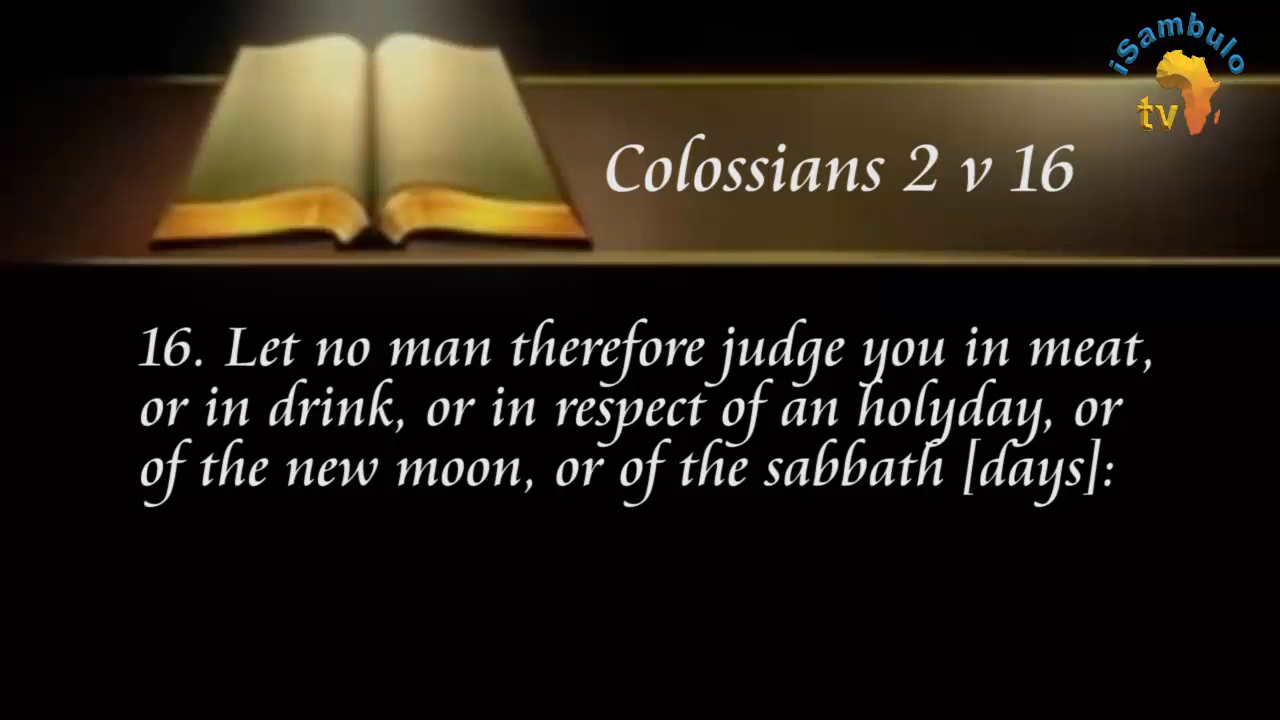 iSambulo
tv
Colossians 2 v 16
16. Let no man therefore judge you in meat,
or in drink, or in respect of an holyday, or
of the new moon, or of the sabbath [days]: